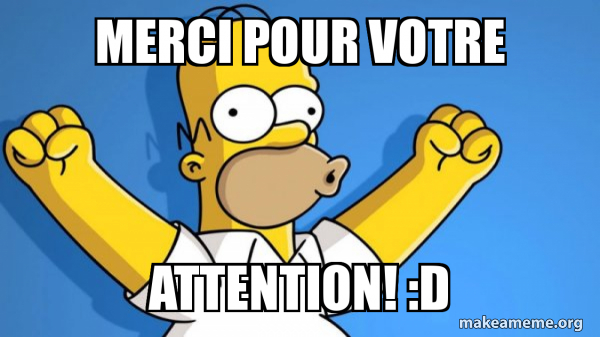 MERCI POUR VOTRE
ATTENTION! :D
makeameme.org